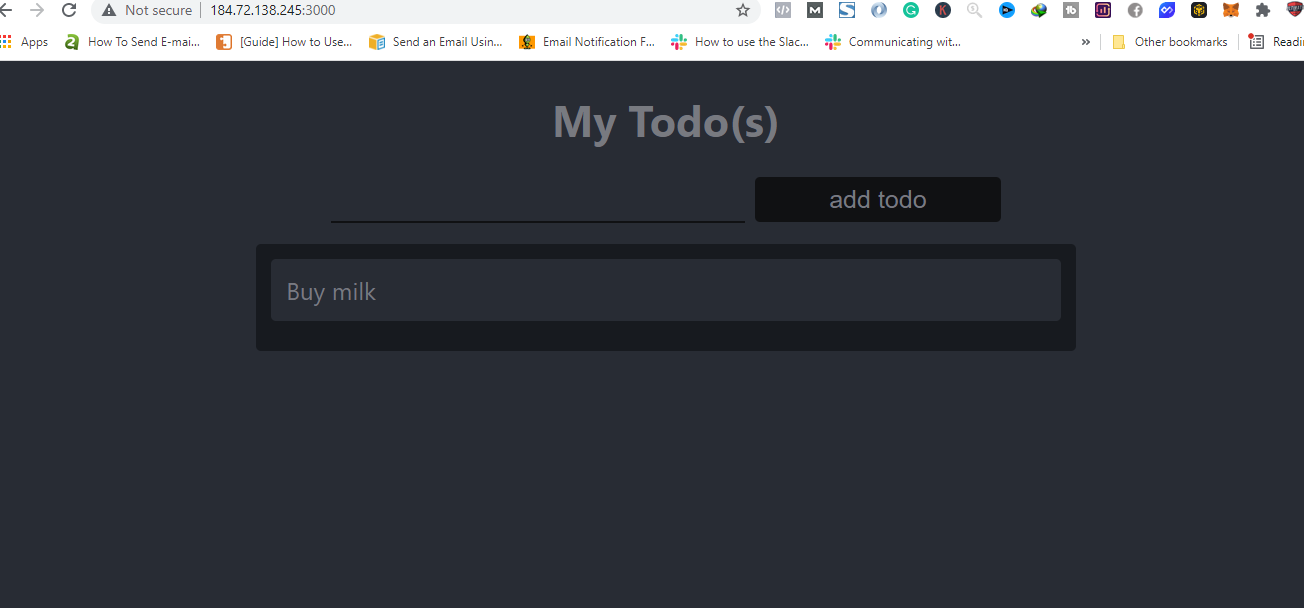 Not secure 184.72.138.245:3000
Apps How To Send E-mai... [Guide] How to Use... Send an Email Usin... Email Notification F... How to use the Slac... Communicating wit... » Other bookmarks Readi
My Todo(s)
add todo
Buy milk